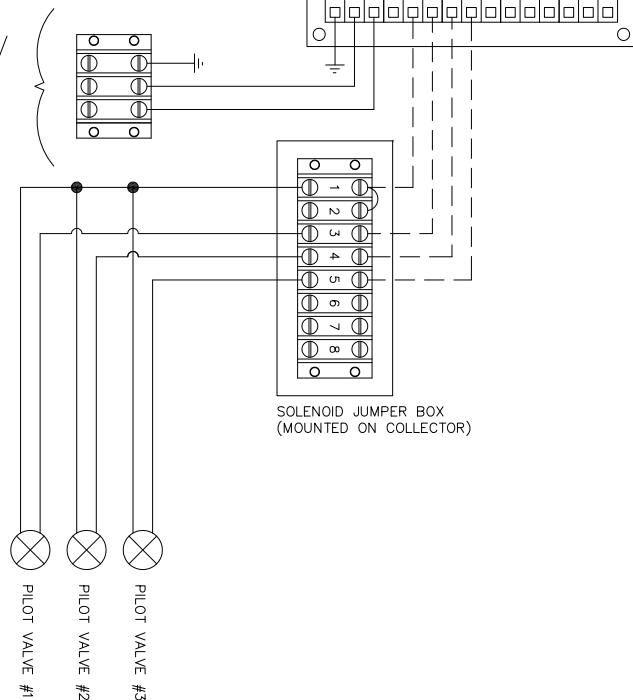 1
2
3
4
5
6
7
8
SOLENOID JUMPER BOX
(MOUNTED ON COLLECTOR)
PILOT VALVE #1
PILOT VALVE #2
PILOT VALVE #3